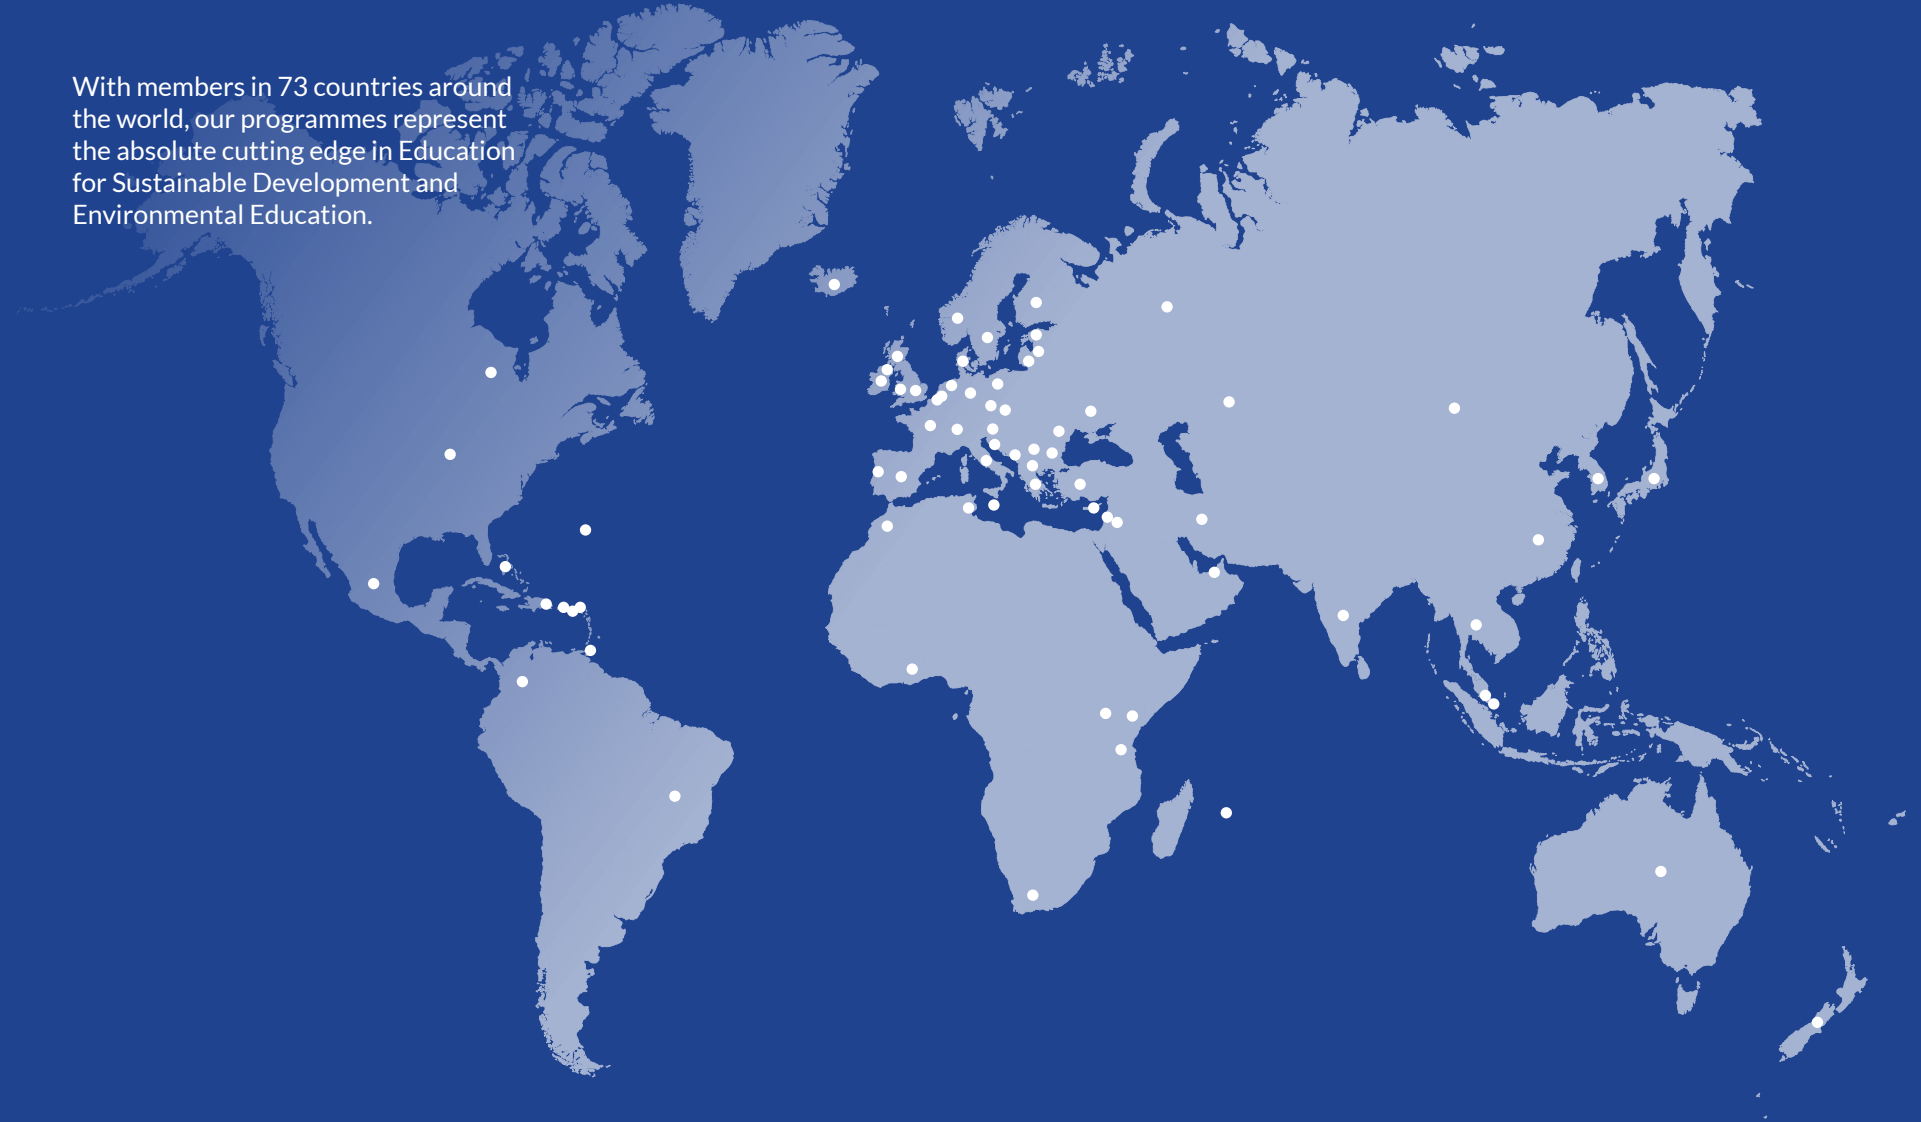 With members in 73 countries around
the world, our programmes represent
the absolute cutting edge in Education
for Sustainable Development and
Environmental Education.